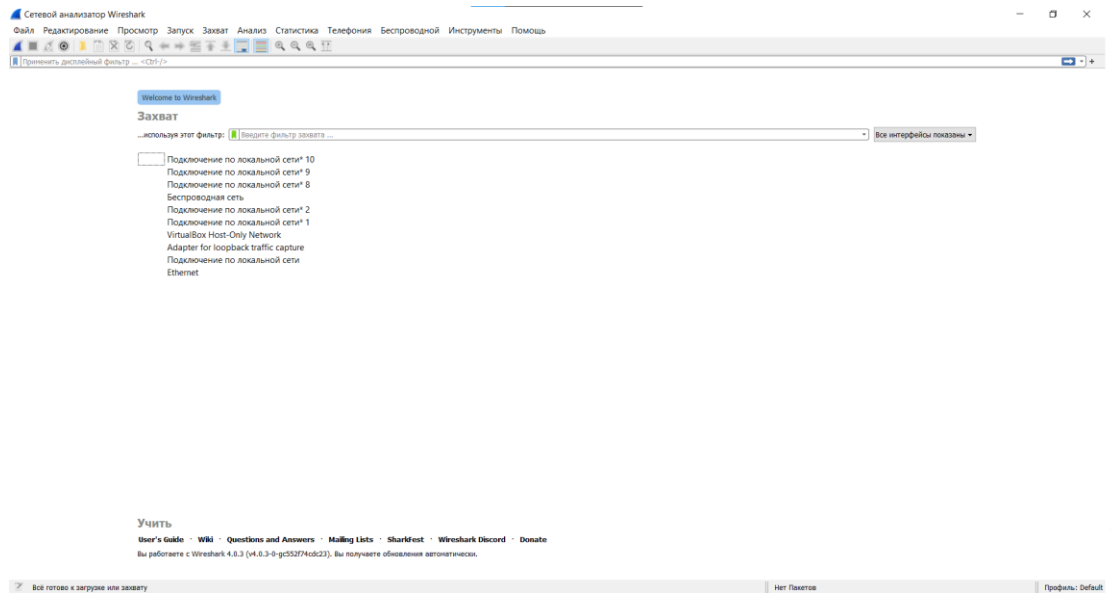 Сетевой анализатор Wireshark
Файл Редактирование Просмотр Запуск Захват Анализ Статистика Телефония Беспроводной Инструменты Помощь
Применить дисплейный фильтр ... <Ctrl-/>
Welcome to Wireshark
Захват
...используя этот фильтр: Введите фильтр захвата ... Все интерфейсы показаны
Подключение по локальной сети* 10
Подключение по локальной сети* 9
Подключение по локальной сети* 8
Беспроводная сеть
Подключение по локальной сети* 2
Подключение по локальной сети* 1
VirtualBox Host-Only Network
Adapter for loopback traffic capture
Подключение по локальной сети
Ethernet
Учить
User's Guide · Wiki · Questions and Answers · Mailing Lists · SharkFest · Wireshark Discord · Donate
Вы работаете с Wireshark 4.0.3 (v4.0.3-0-gc552f74cdc23). Вы получаете обновления автоматически.
Всё готово к загрузке или захвату Нет Пакетов Профиль: Default